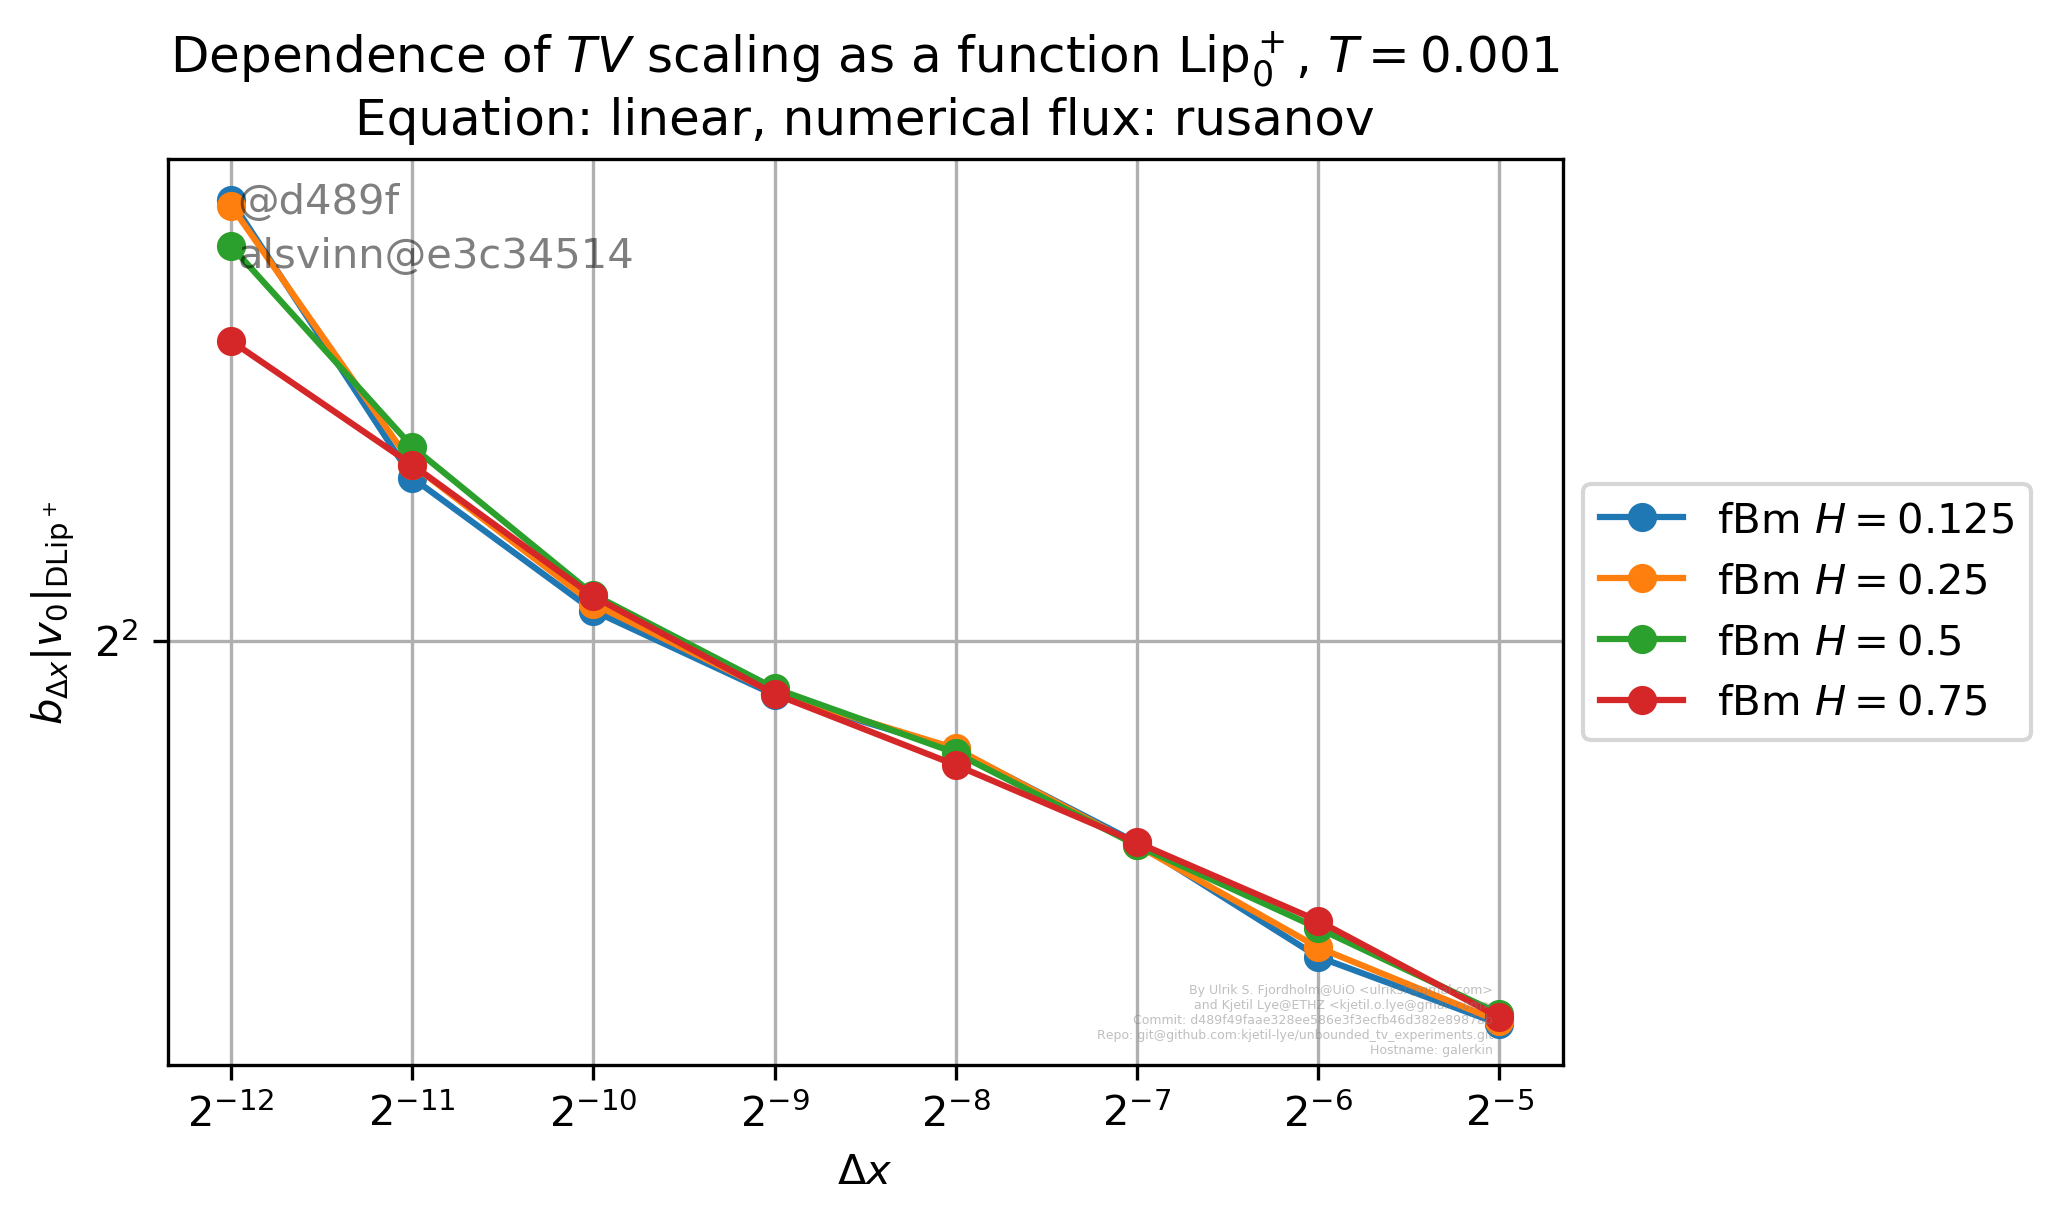 Dependence of TV scaling as a function Lip₀⁺, T = 0.001
Equation: linear, numerical flux: rusanov
@d489f
alsvinn@e3c34514
b_Δx|v₀|_DLip⁺
2²
fBm H = 0.125
fBm H = 0.25
fBm H = 0.5
fBm H = 0.75
By Ulrik S. Fjordholm@UiO
and Kjetil Lye@ETHZ
Commit:
Repo: git@github.com:kjetil-lye/unbounded_tv_experiments.git
Hostname: galerkin
2⁻¹² 2⁻¹¹ 2⁻¹⁰ 2⁻⁹ 2⁻⁸ 2⁻⁷ 2⁻⁶ 2⁻⁵
Δx